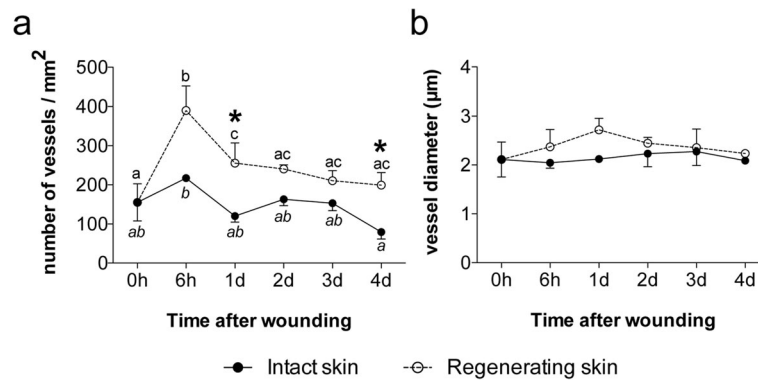 a
number of vessels / mm²
500
400
300
200
100
0
a
b
*
c
ac
ac
*
ac
ab
b
ab
ab
ab
a
0h 6h 1d 2d 3d 4d
Time after wounding
b
vessel diameter (µm)
4
3
2
1
0
0h 6h 1d 2d 3d 4d
Time after wounding
Intact skin Regenerating skin